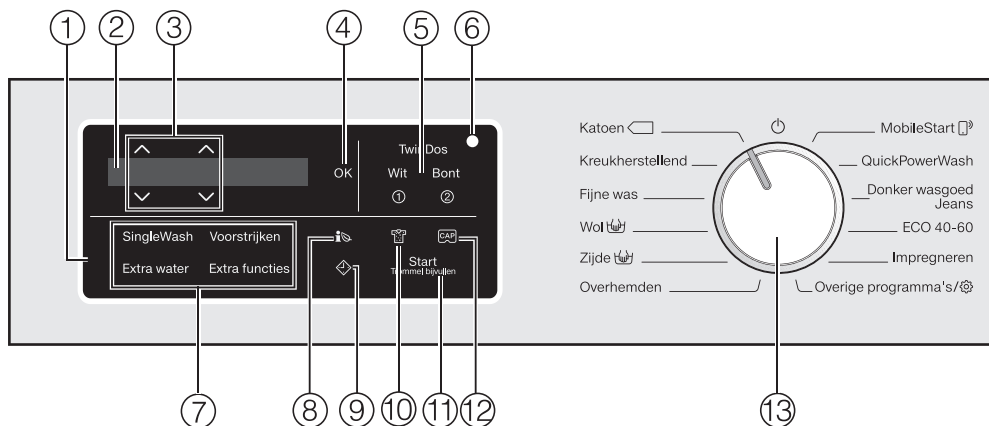 ① ② ③ ④ ⑤ ⑥
TwinDos
OK Wit Bont
① ②
SingleWash Voorstrijken
Extra water Extra functies
CAP
Start
Trommel bijvullen
Katoen
Kreukherstellend
Fijne was
Wol
Zijde
Overhemden
MobileStart
QuickPowerWash
Donker wasgoed
Jeans
ECO 40-60
Impregneren
Overige programma's/
⑦ ⑧ ⑨ ⑩ ⑪ ⑫ ⑬